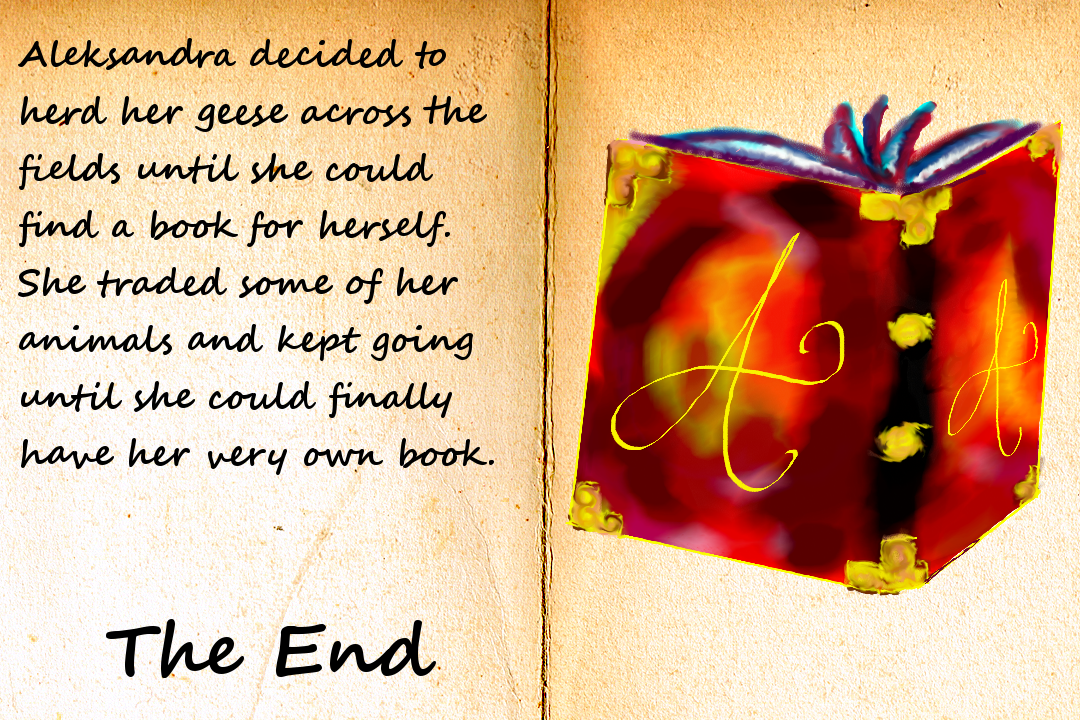 Aleksandra decided to
herd her geese across the
fields until she could
find a book for herself.
She traded some of her
animals and kept going
until she could finally
have her very own book.
The End
A
A